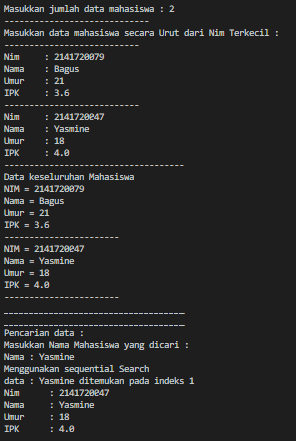 Masukkan jumlah data mahasiswa : 2
-----------------------------
Masukkan data mahasiswa secara Urut dari Nim Terkecil :
---------------------------
Nim : 2141720079
Nama : Bagus
Umur : 21
IPK : 3.6
---------------------------
Nim : 2141720047
Nama : Yasmine
Umur : 18
IPK : 4.0
------------------------------------
Data keseluruhan Mahasiswa
NIM = 2141720079
Nama = Bagus
Umur = 21
IPK = 3.6
-----------------------
NIM = 2141720047
Nama = Yasmine
Umur = 18
IPK = 4.0
-----------------------
____________________________________
____________________________________
Pencarian data :
Masukkan Nama Mahasiswa yang dicari :
Nama : Yasmine
Menggunakan sequential Search
data : Yasmine ditemukan pada indeks 1
Nim : 2141720047
Nama : Yasmine
Umur : 18
IPK : 4.0